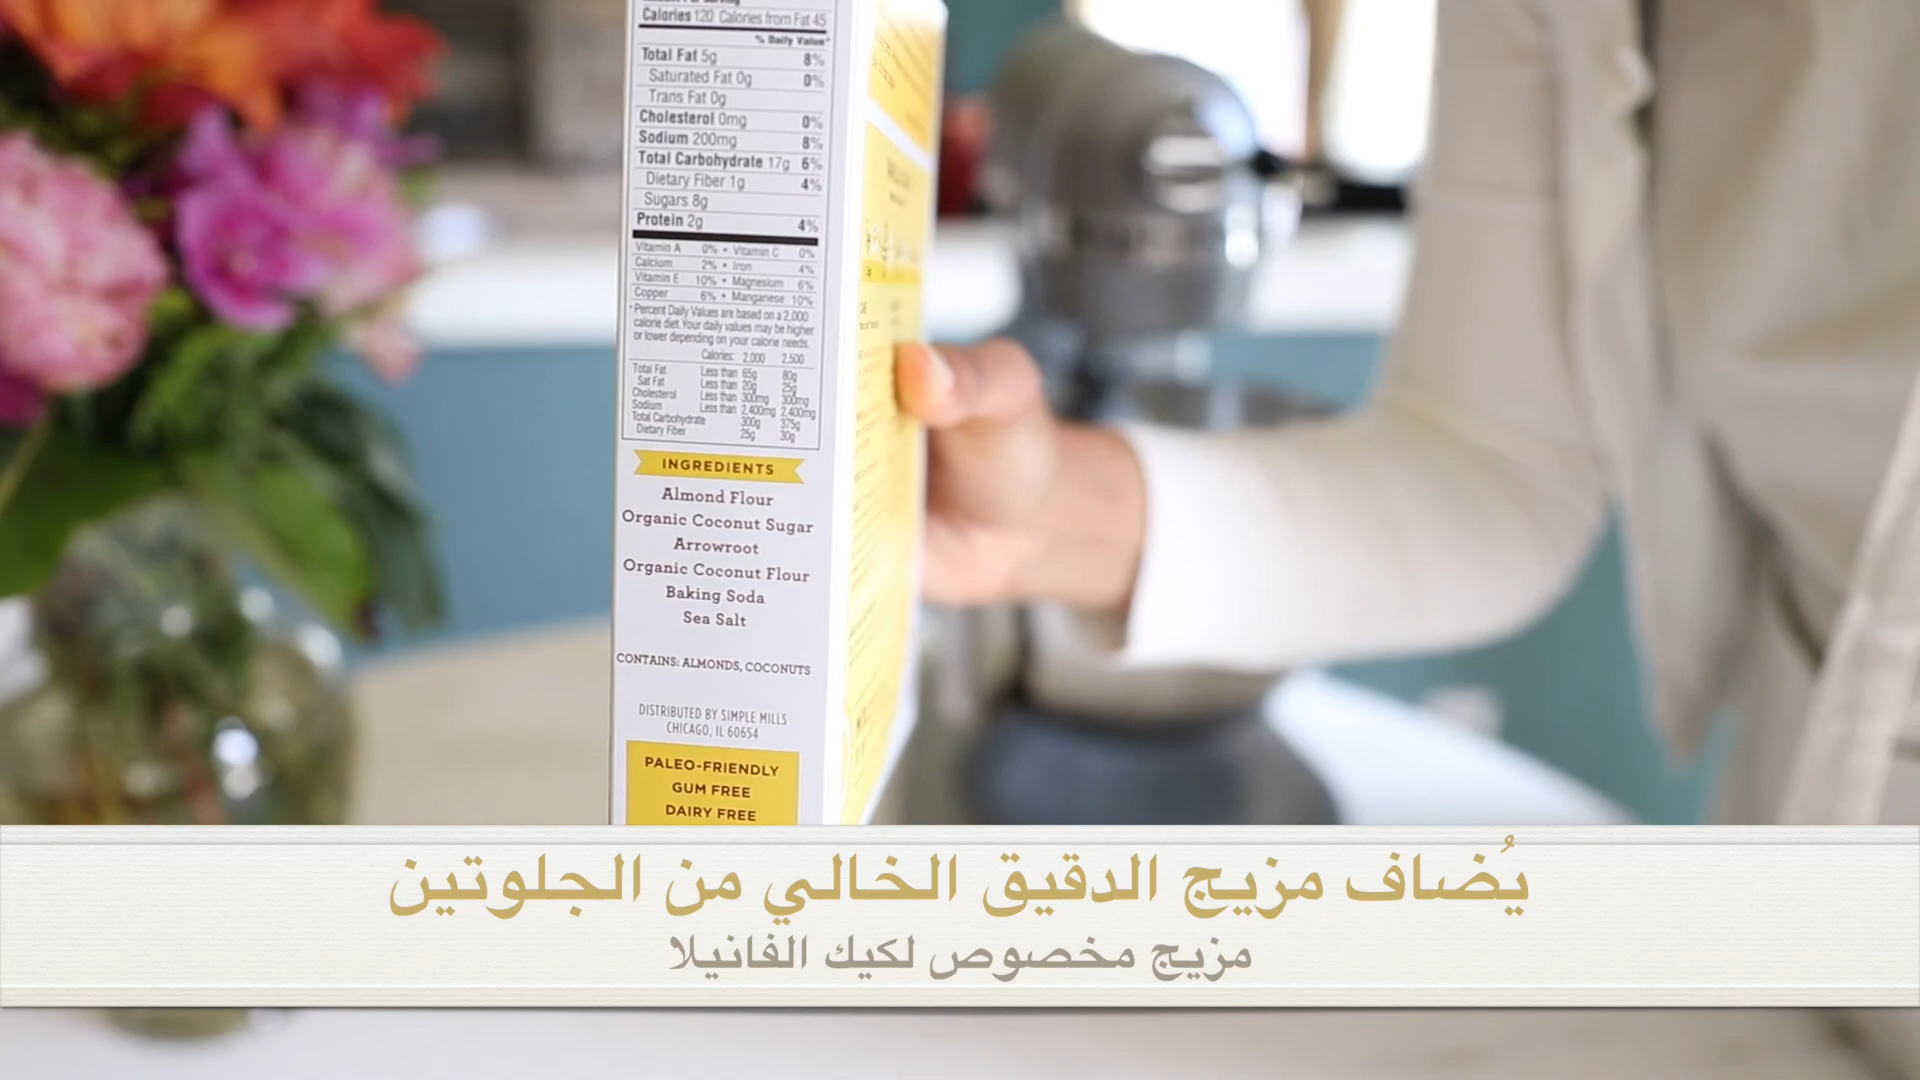 Calories 120 Calories from Fat 45
% Daily Value*
Total Fat 5g 8%
Saturated Fat 0g 0%
Trans Fat 0g
Cholesterol 0mg 0%
Sodium 200mg 8%
Total Carbohydrate 17g 6%
Dietary Fiber 1g 4%
Sugars 8g
Protein 2g 4%
Vitamin A 0% • Vitamin C 0%
Calcium 2% • Iron 4%
Vitamin E 10% • Magnesium 6%
Copper 6% • Manganese 10%
*Percent Daily Values are based on a 2,000
calorie diet. Your daily values may be higher
or lower depending on your calorie needs.
Calories: 2,000 2,500
Total Fat Less than 65g 80g
Sat Fat Less than 20g 25g
Cholesterol Less than 300mg 300mg
Sodium Less than 2,400mg 2,400mg
Total Carbohydrate 300g 375g
Dietary Fiber 25g 30g
INGREDIENTS
Almond Flour
Organic Coconut Sugar
Arrowroot
Organic Coconut Flour
Baking Soda
Sea Salt
CONTAINS: ALMONDS, COCONUTS
DISTRIBUTED BY SIMPLE MILLS
CHICAGO, IL 60654
PALEO-FRIENDLY
GUM FREE
DAIRY FREE
يُضاف مزيج الدقيق الخالي من الجلوتين
مزيج مخصوص لكيك الفانيلا